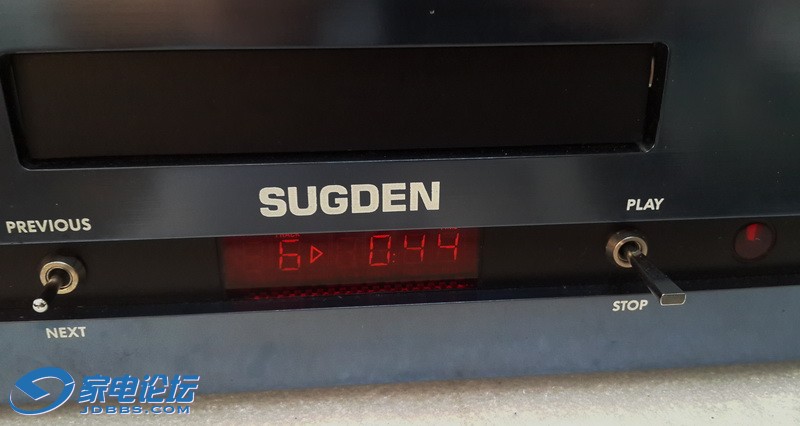 SUGDEN
PREVIOUS
PLAY
6 0:44
STOP
NEXT
家电论坛
JDBBS.COM